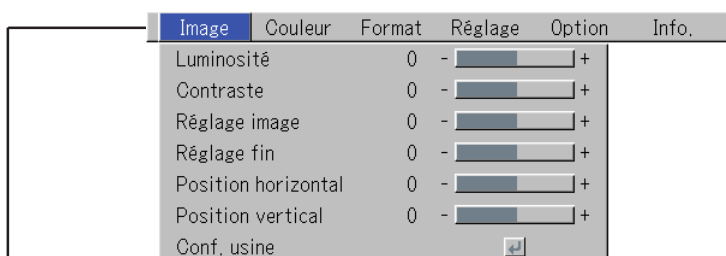 Image Couleur Format Réglage Option Info.
Luminosité 0 - +
Contraste 0 - +
Réglage image 0 - +
Réglage fin 0 - +
Position horizontal 0 - +
Position vertical 0 - +
Conf. usine